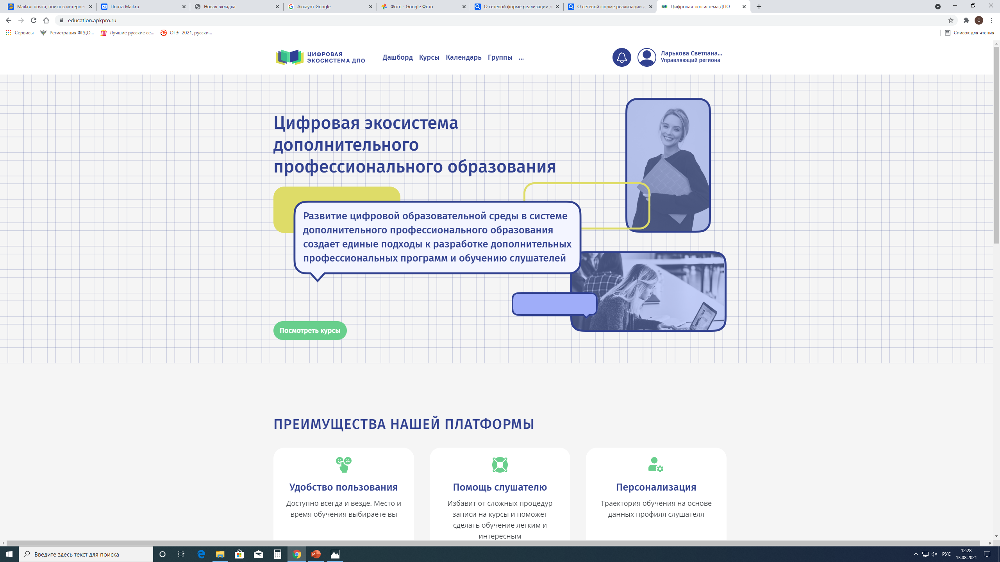 Mail.ru: почта, поиск в интернет
Почта Mail.ru
Новая вкладка
Аккаунт Google
Фото - Google Фото
О сетевой форме реализации д
О сетевой форме реализации д
Цифровая экосистема ДПО
education.apkpro.ru
С
Сервисы
Регистрация ФРДО...
Лучшие русские се...
ОГЭ–2021, русски...
Список для чтения
ЦИФРОВАЯ
ЭКОСИСТЕМА ДПО
Дашборд Курсы Календарь Группы ...
Ларькова Светлана...
Управляющий региона
Цифровая экосистема
дополнительного
профессионального образования
Развитие цифровой образовательной среды в системе
дополнительного профессионального образования
создает единые подходы к разработке дополнительных
профессиональных программ и обучению слушателей
Посмотреть курсы
ПРЕИМУЩЕСТВА НАШЕЙ ПЛАТФОРМЫ
Удобство пользования
Доступно всегда и везде. Место и
время обучения выбираете вы
Помощь слушателю
Избавит от сложных процедур
записи на курсы и поможет
сделать обучение легким и
интересным
Персонализация
Траектория обучения на основе
данных профиля слушателя
Введите здесь текст для поиска
РУС
12:28
13.08.2021